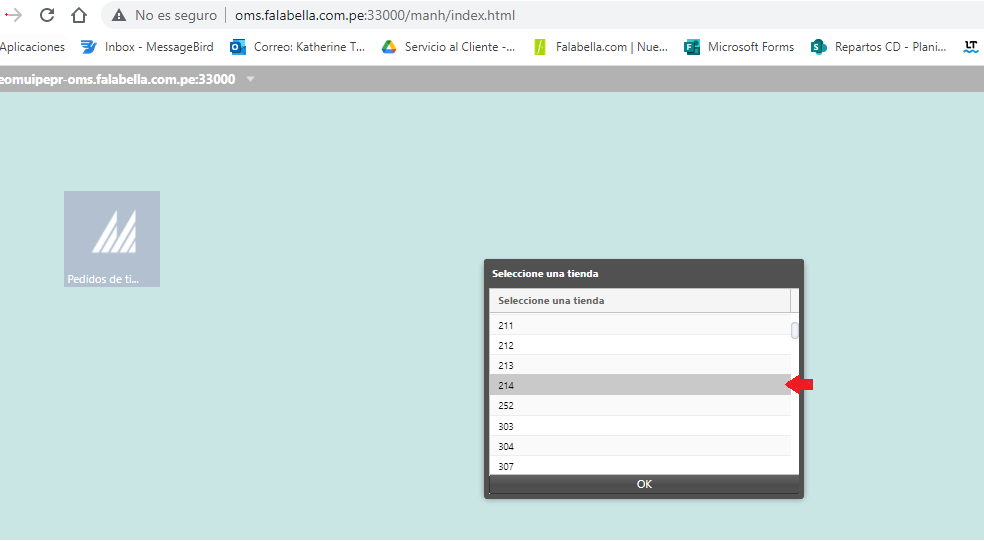 No es seguro oms.falabella.com.pe:33000/manh/index.html
Aplicaciones Inbox - MessageBird Correo: Katherine T... Servicio al Cliente -... Falabella.com | Nue... Microsoft Forms Repartos CD - Plani... LT
eomuipepr-oms.falabella.com.pe:33000
Pedidos de ti...
Seleccione una tienda
Seleccione una tienda
211
212
213
214
252
303
304
307
OK